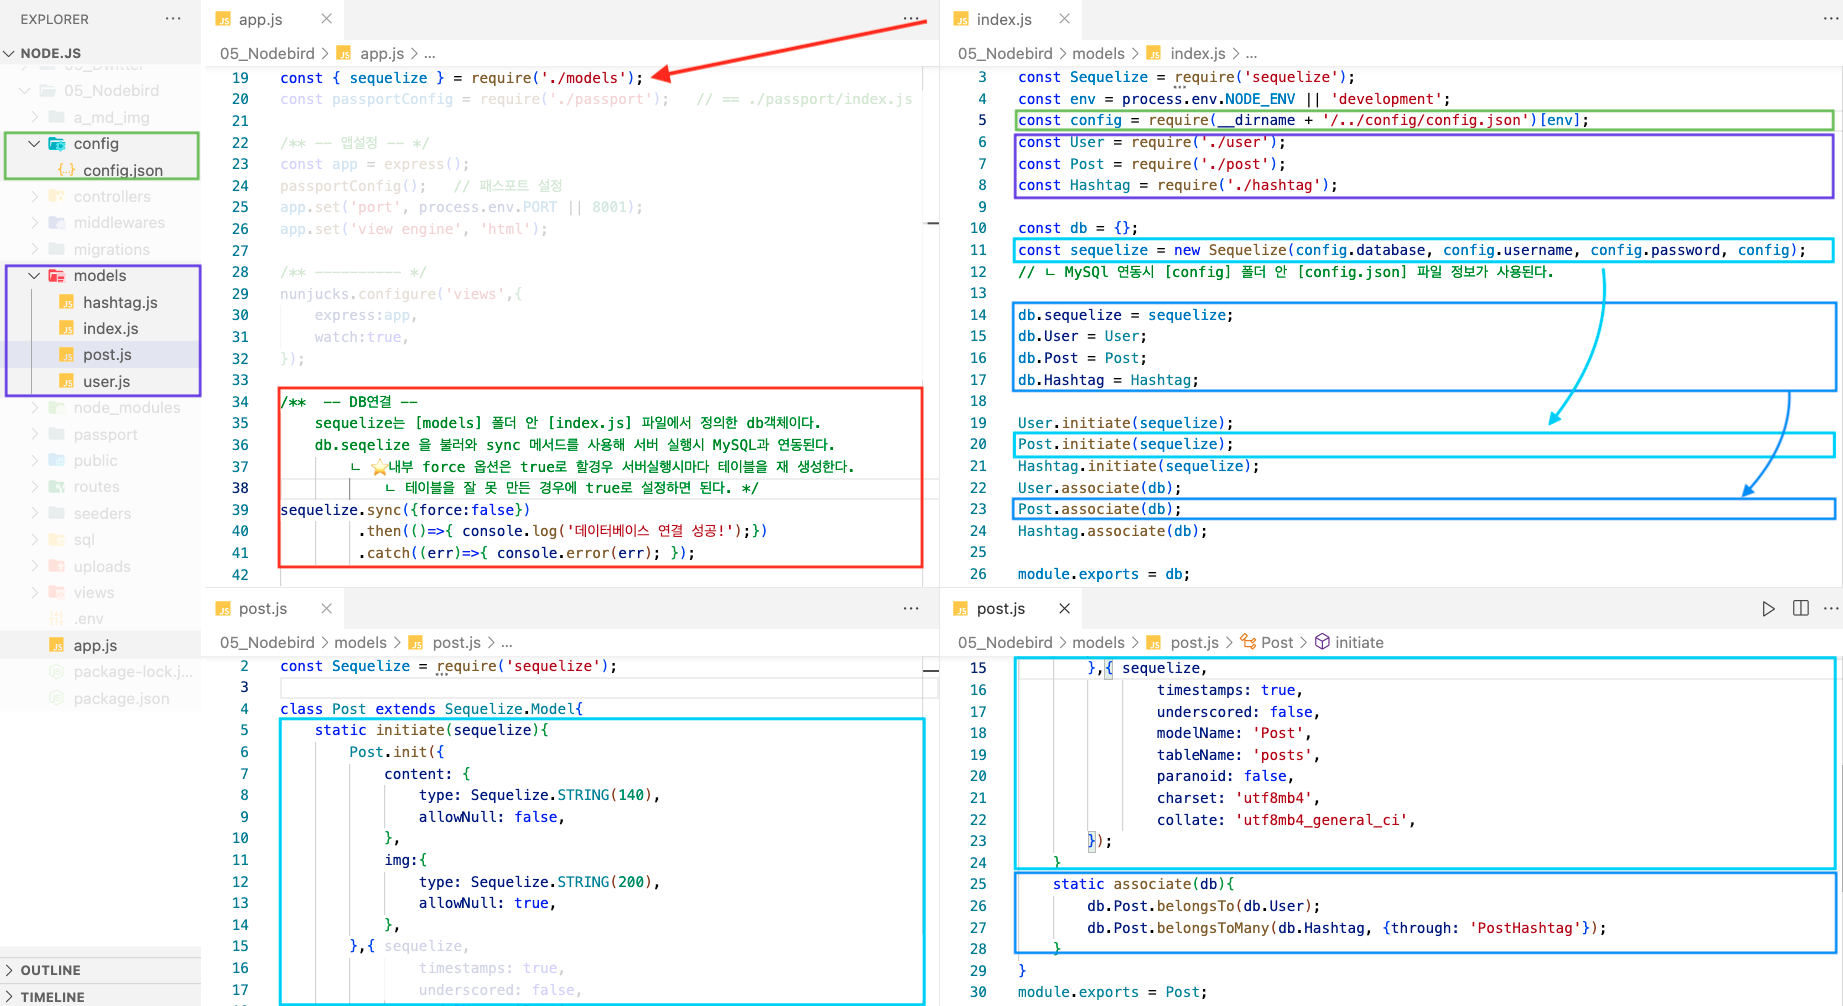 EXPLORER
NODE.JS
05_Dwitter
05_Nodebird
a_md_img
config
config.json
controllers
middlewares
migrations
models
hashtag.js
index.js
post.js
user.js
node_modules
passport
public
routes
seeders
sql
uploads
views
.env
app.js
package-lock.j...
package.json
OUTLINE
TIMELINE
app.js
05_Nodebird > app.js > ...
19 const { sequelize } = require('./models');
20 const passportConfig = require('./passport');   // == ./passport/index.js
21
22 /** -- 앱설정 -- */
23 const app = express();
24 passportConfig();   // 패스포트 설정
25 app.set('port', process.env.PORT || 8001);
26 app.set('view engine', 'html');
27
28 /** ---------- */
29 nunjucks.configure('views',{
30     express:app,
31     watch:true,
32 });
33
34 /**  -- DB연결 --
35     sequelize는 [models] 폴더 안 [index.js] 파일에서 정의한 db객체이다.
36     db.seqelize 을 불러와 sync 메서드를 사용해 서버 실행시 MySQL과 연동된다.
37         ㄴ ⭐내부 force 옵션은 true로 할경우 서버실행시마다 테이블을 재 생성한다.
38             ㄴ 테이블을 잘 못 만든 경우에 true로 설정하면 된다. */
39 sequelize.sync({force:false})
40          .then(()=>{ console.log('데이터베이스 연결 성공!');})
41          .catch((err)=>{ console.error(err); });
42
index.js
05_Nodebird > models > index.js > ...
3 const Sequelize = require('sequelize');
4 const env = process.env.NODE_ENV || 'development';
5 const config = require(__dirname + '/../config/config.json')[env];
6 const User = require('./user');
7 const Post = require('./post');
8 const Hashtag = require('./hashtag');
9
10 const db = {};
11 const sequelize = new Sequelize(config.database, config.username, config.password, config);
12 // ㄴ MySQl 연동시 [config] 폴더 안 [config.json] 파일 정보가 사용된다.
13
14 db.sequelize = sequelize;
15 db.User = User;
16 db.Post = Post;
17 db.Hashtag = Hashtag;
18
19 User.initiate(sequelize);
20 Post.initiate(sequelize);
21 Hashtag.initiate(sequelize);
22 User.associate(db);
23 Post.associate(db);
24 Hashtag.associate(db);
25
26 module.exports = db;
post.js
05_Nodebird > models > post.js > ...
2 const Sequelize = require('sequelize');
3
4 class Post extends Sequelize.Model{
5     static initiate(sequelize){
6         Post.init({
7             content: {
8                 type: Sequelize.STRING(140),
9                 allowNull: false,
10             },
11             img:{
12                 type: Sequelize.STRING(200),
13                 allowNull: true,
14             },
15         },{ sequelize,
16                 timestamps: true,
17                 underscored: false,
post.js
05_Nodebird > models > post.js > Post > initiate
15         },{ sequelize,
16                 timestamps: true,
17                 underscored: false,
18                 modelName: 'Post',
19                 tableName: 'posts',
20                 paranoid: false,
21                 charset: 'utf8mb4',
22                 collate: 'utf8mb4_general_ci',
23         });
24     }
25     static associate(db){
26         db.Post.belongsTo(db.User);
27         db.Post.belongsToMany(db.Hashtag, {through: 'PostHashtag'});
28     }
29 }
30 module.exports = Post;